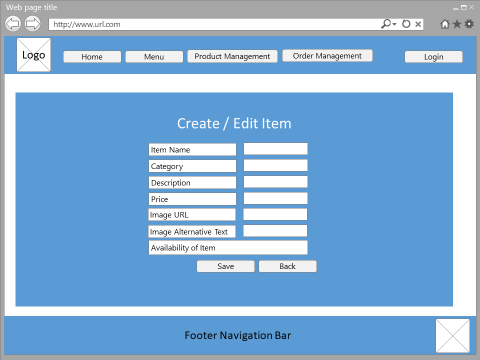 Web page title
http://www.url.com
Logo
Home
Menu
Product Management
Order Management
Login
Create / Edit Item
Item Name
Category
Description
Price
Image URL
Image Alternative Text
Availability of Item
Save
Back
Footer Navigation Bar